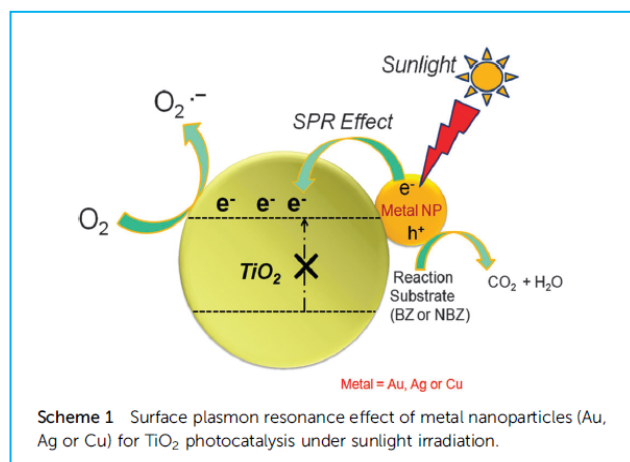 Sunlight
O₂·⁻
SPR Effect
e⁻
Metal NP
h⁺
e⁻ e⁻ e⁻
O₂
TiO₂
Reaction
Substrate
(BZ or NBZ)
CO₂ + H₂O
Metal = Au, Ag or Cu
Scheme 1 Surface plasmon resonance effect of metal nanoparticles (Au,
Ag or Cu) for TiO₂ photocatalysis under sunlight irradiation.